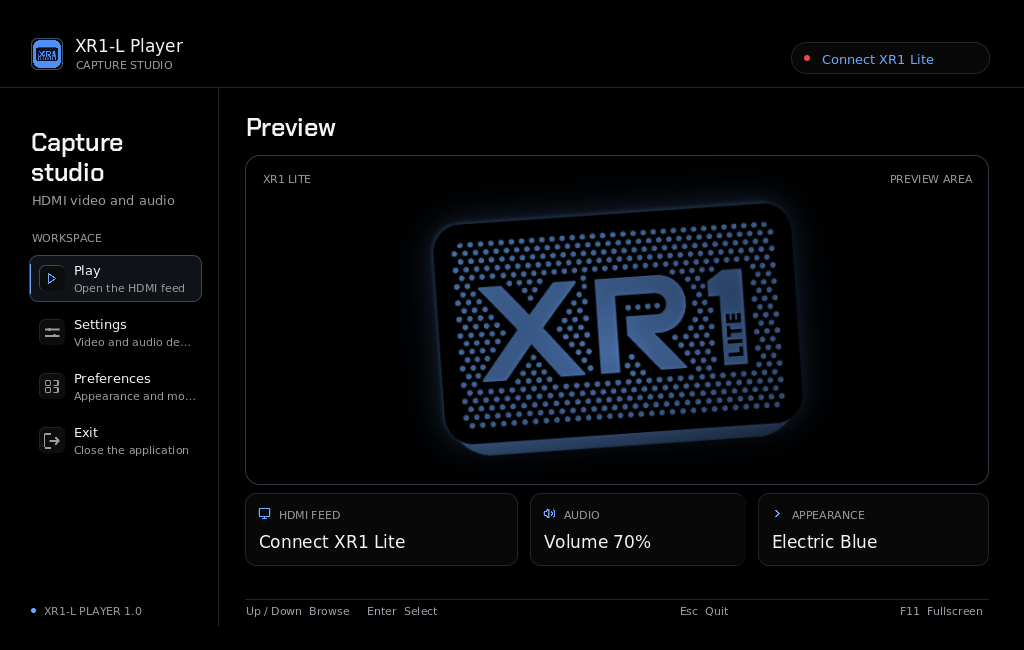 XR1
XR1-L Player
CAPTURE STUDIO
Connect XR1 Lite
Capture
studio
HDMI video and audio
WORKSPACE
Play
Open the HDMI feed
Settings
Video and audio de...
Preferences
Appearance and mo...
Exit
Close the application
XR1-L PLAYER 1.0
Preview
XR1 LITE
PREVIEW AREA
XR1
LITE
HDMI FEED
Connect XR1 Lite
AUDIO
Volume 70%
APPEARANCE
Electric Blue
Up / Down Browse Enter Select
Esc Quit
F11 Fullscreen